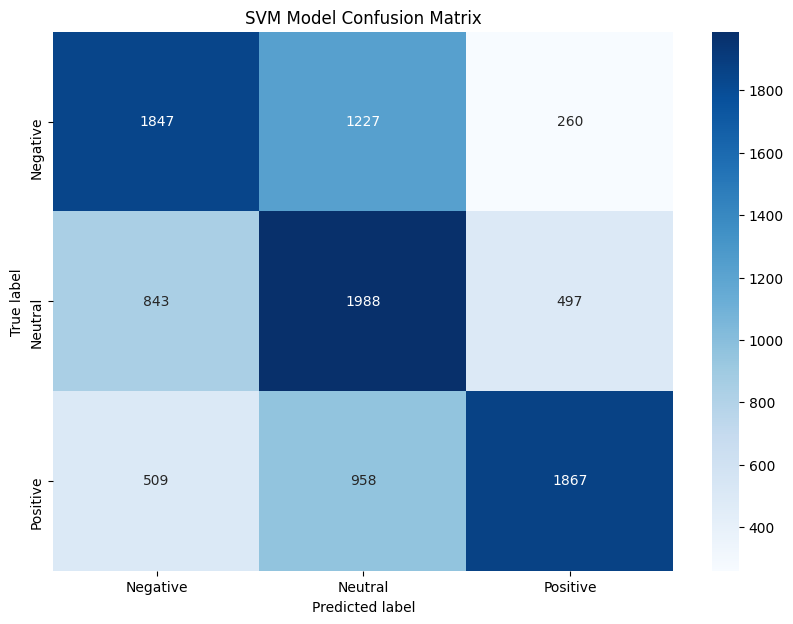 SVM Model Confusion Matrix
True label
Negative
1847 1227 260
Neutral
843 1988 497
Positive
509 958 1867
Negative Neutral Positive
Predicted label
1800
1600
1400
1200
1000
800
600
400